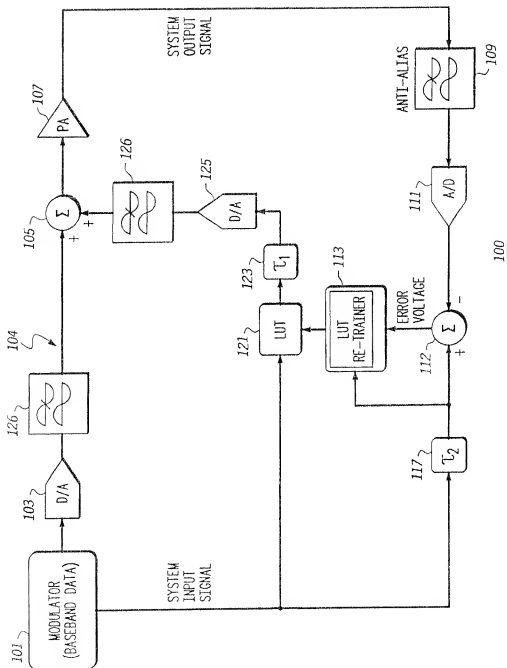 101
MODULATOR
(BASEBAND DATA)
103
D/A
126
104
105
Σ
+
+
107
PA
SYSTEM
OUTPUT
SIGNAL
126
125
D/A
123
τ1
121
LUT
113
LUT
RE-TRAINER
ERROR
VOLTAGE
112
Σ
+
-
111
A/D
ANTI-ALIAS
109
SYSTEM
INPUT
SIGNAL
117
τ2
100